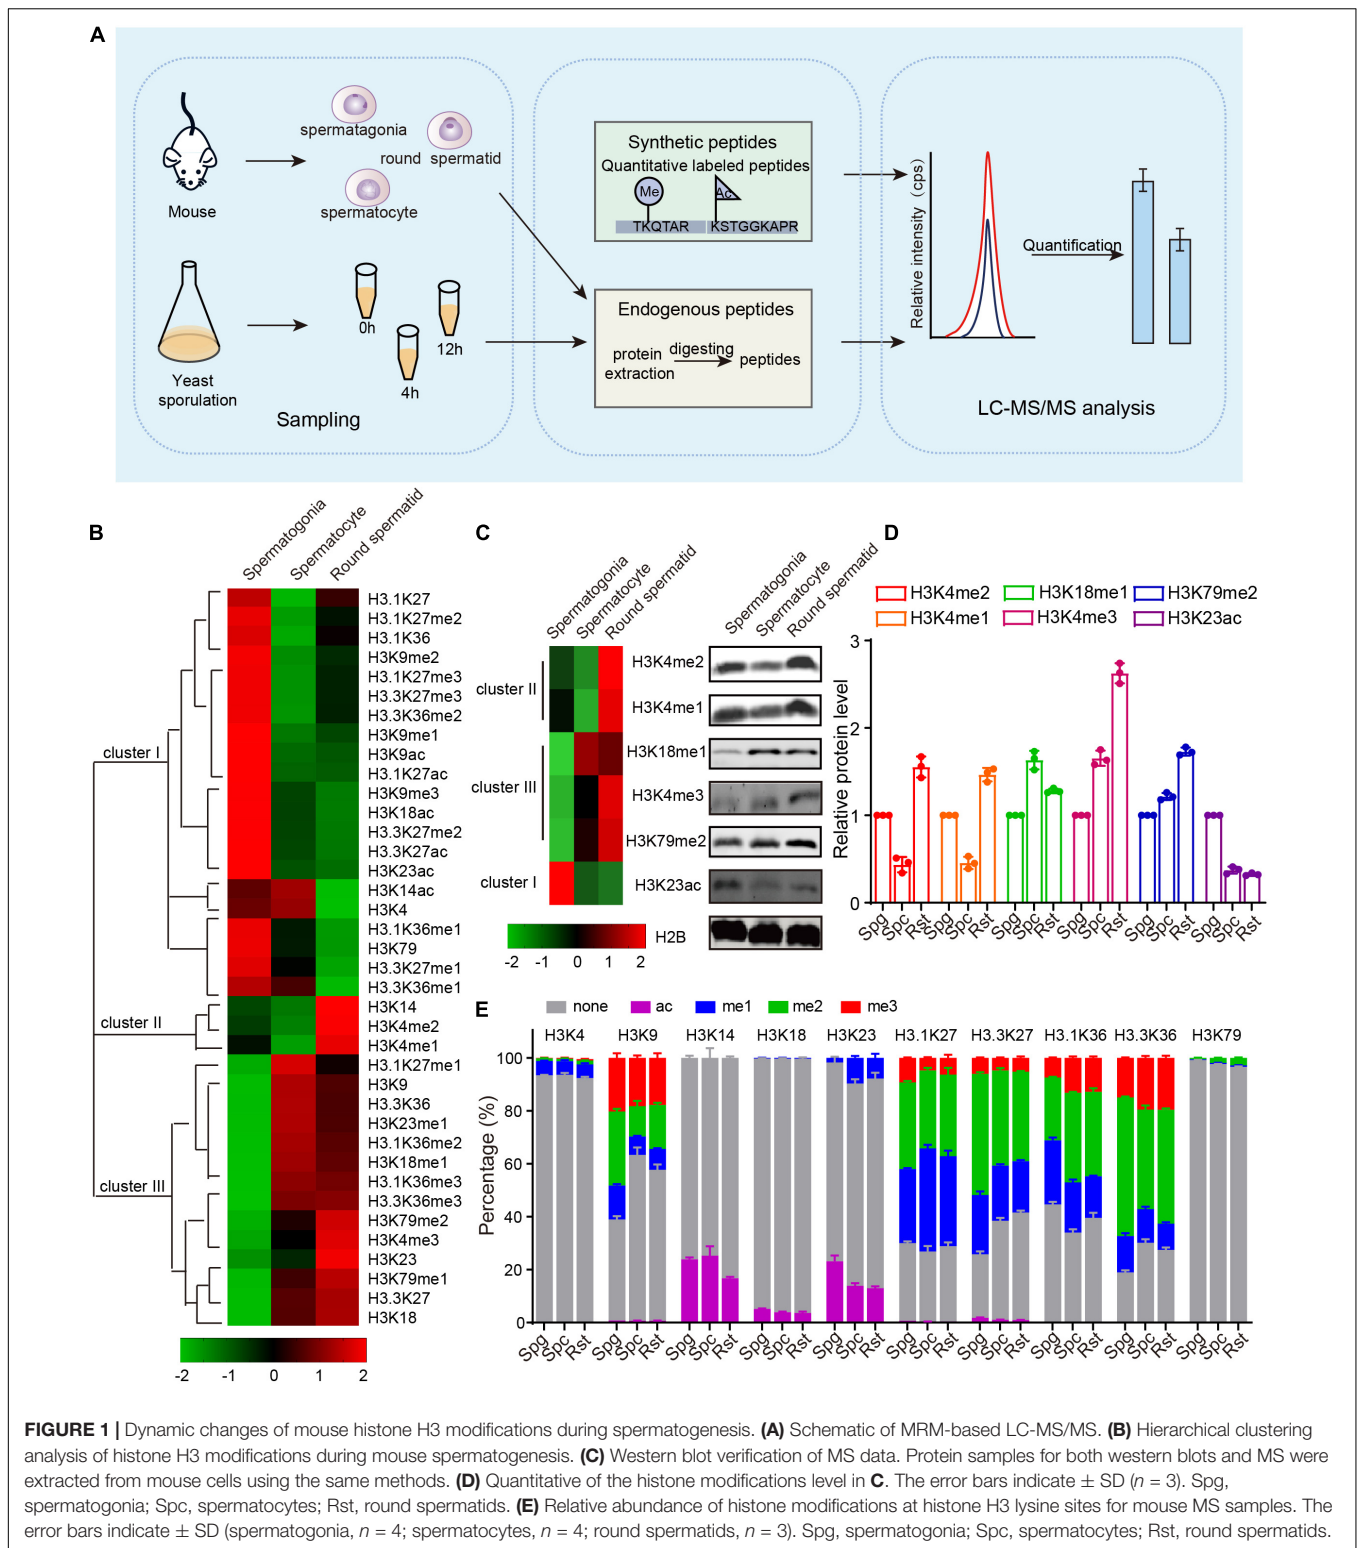 A
spermatagonia
round spermatid
spermatocyte
Mouse
0h
12h
4h
Yeast
sporulation
Sampling
Synthetic peptides
Quantitative labeled peptides
Me
Ac
TKQTAR
KSTGGKAPR
Endogenous peptides
protein
extraction
digesting
peptides
Relative intensity (cps)
Quantification
LC-MS/MS analysis
B
Spermatogonia
Spermatocyte
Round spermatid
cluster I
cluster II
cluster III
H3.1K27
H3.1K27me2
H3.1K36
H3K9me2
H3.1K27me3
H3.3K27me3
H3.3K36me2
H3K9me1
H3K9ac
H3.1K27ac
H3K9me3
H3K18ac
H3.3K27me2
H3.3K27ac
H3K23ac
H3K14ac
H3K4
H3.1K36me1
H3K79
H3.3K27me1
H3.3K36me1
H3K14
H3K4me2
H3K4me1
H3.1K27me1
H3K9
H3.3K36
H3K23me1
H3.1K36me2
H3K18me1
H3.1K36me3
H3.3K36me3
H3K79me2
H3K4me3
H3K23
H3K79me1
H3.3K27
H3K18
-2 -1 0 1 2
C
Spermatogonia
Spermatocyte
Round spermatid
Spermatogonia
Spermatocyte
Round spermatid
cluster II
cluster III
cluster I
H3K4me2
H3K4me1
H3K18me1
H3K4me3
H3K79me2
H3K23ac
H2B
-2 -1 0 1 2
D
H3K4me2 H3K18me1 H3K79me2
H3K4me1 H3K4me3 H3K23ac
Relative protein level
3
2
1
0
Spg Spc Rst Spg Spc Rst Spg Spc Rst Spg Spc Rst Spg Spc Rst Spg Spc Rst
E
none ac me1 me2 me3
H3K4 H3K9 H3K14 H3K18 H3K23 H3.1K27 H3.3K27 H3.1K36 H3.3K36 H3K79
Percentage (%)
100
80
60
40
20
0
Spg Spc Rst Spg Spc Rst Spg Spc Rst Spg Spc Rst Spg Spc Rst Spg Spc Rst Spg Spc Rst Spg Spc Rst Spg Spc Rst Spg Spc Rst
FIGURE 1 | Dynamic changes of mouse histone H3 modifications during spermatogenesis. (A) Schematic of MRM-based LC-MS/MS. (B) Hierarchical clustering
analysis of histone H3 modifications during mouse spermatogenesis. (C) Western blot verification of MS data. Protein samples for both western blots and MS were
extracted from mouse cells using the same methods. (D) Quantitative of the histone modifications level in C. The error bars indicate ± SD (n = 3). Spg,
spermatogonia; Spc, spermatocytes; Rst, round spermatids. (E) Relative abundance of histone modifications at histone H3 lysine sites for mouse MS samples. The
error bars indicate ± SD (spermatogonia, n = 4; spermatocytes, n = 4; round spermatids, n = 3). Spg, spermatogonia; Spc, spermatocytes; Rst, round spermatids.